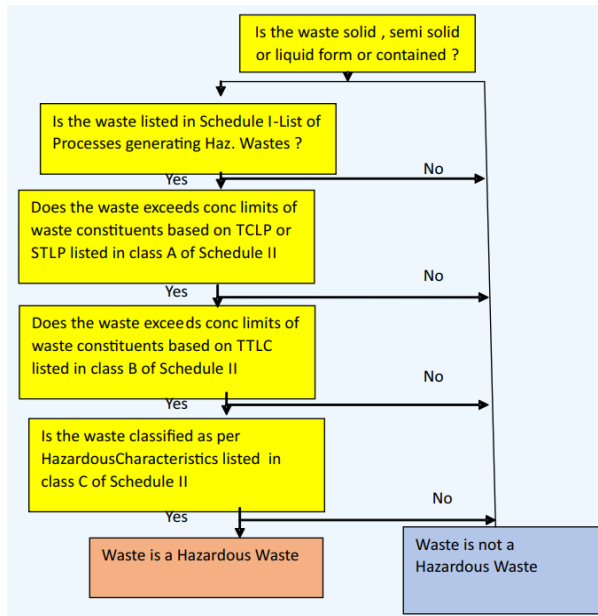 Is the waste solid , semi solid
or liquid form or contained ?
Is the waste listed in Schedule I-List of
Processes generating Haz. Wastes ?
Yes
No
Does the waste exceeds conc limits of
waste constituents based on TCLP or
STLP listed in class A of Schedule II
Yes
No
Does the waste exceeds conc limits of
waste constituents based on TTLC
listed in class B of Schedule II
Yes
No
Is the waste classified as per
HazardousCharacteristics listed in
class C of Schedule II
Yes
No
Waste is a Hazardous Waste
Waste is not a
Hazardous Waste